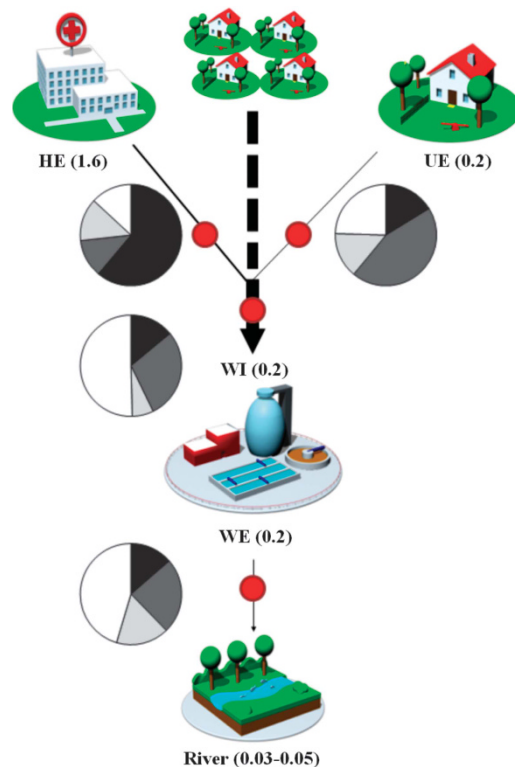 HE (1.6)
UE (0.2)
WI (0.2)
WE (0.2)
River (0.03-0.05)